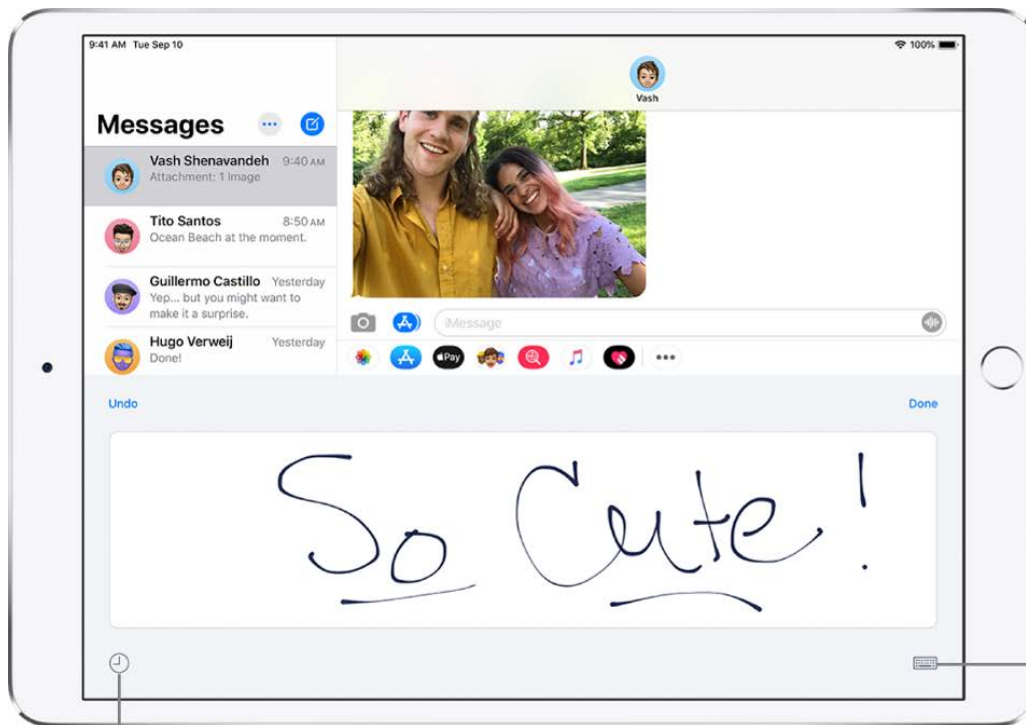 9:41 AM Tue Sep 10
100%
Vash
Messages
Vash Shenavandeh 9:40 AM
Attachment: 1 Image
Tito Santos 8:50 AM
Ocean Beach at the moment.
Guillermo Castillo Yesterday
Yep... but you might want to
make it a surprise.
Hugo Verweij Yesterday
Done!
iMessage
Pay
Undo
Done
So Cute!